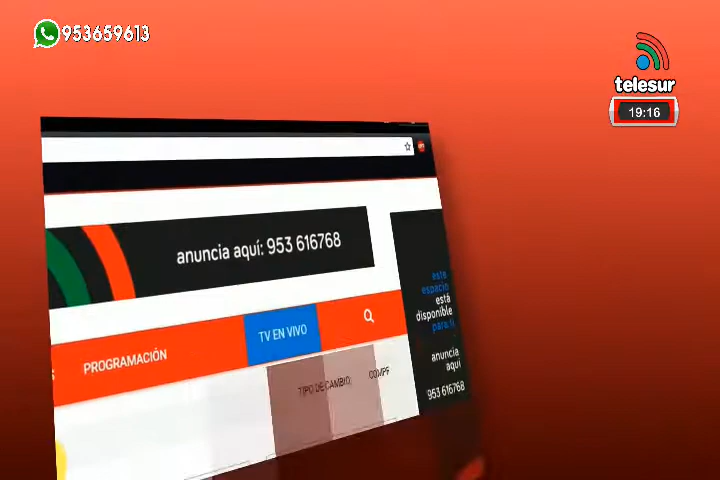 953659613
telesur
19:16
anuncia aquí: 953 616768
PROGRAMACIÓN
TV EN VIVO
TIPO DE CAMBIO
este
espacio
está
disponible
para ti
anuncia
aquí
953 616768